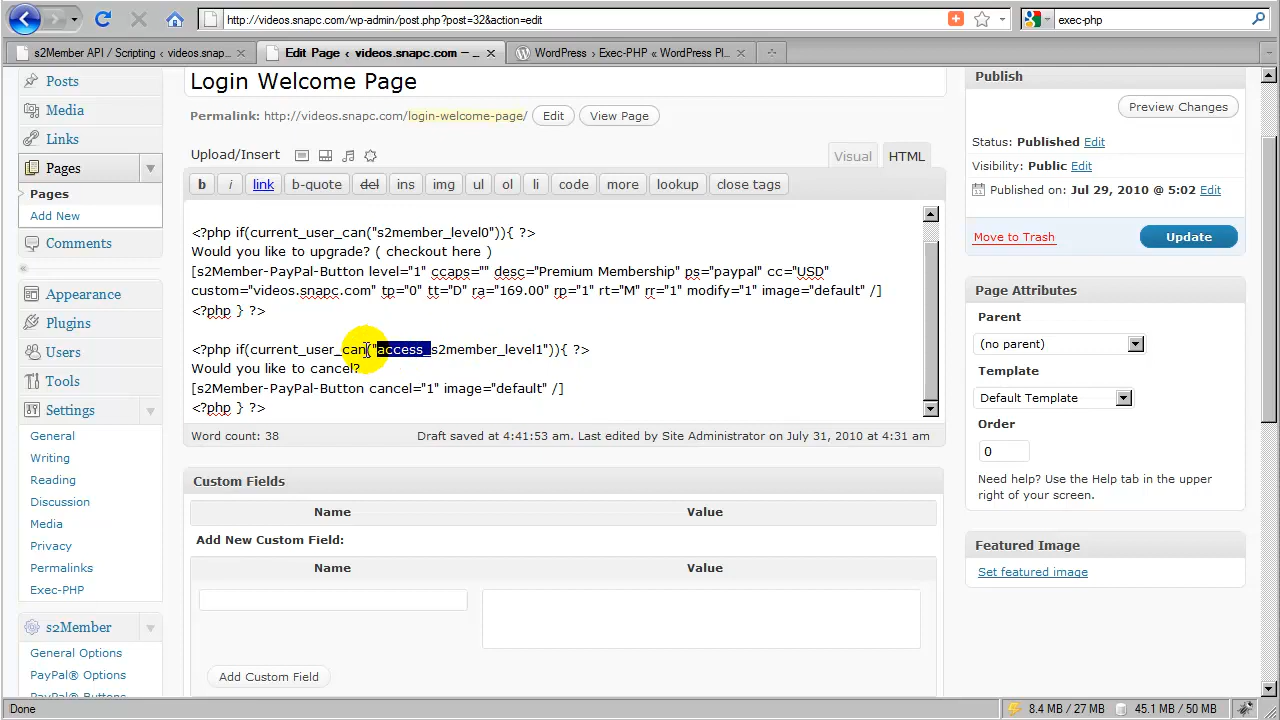 http://videos.snapc.com/wp-admin/post.php?post=32&action=edit
exec-php
s2Member API / Scripting ‹ videos.snap...
Edit Page ‹ videos.snapc.com — ...
WordPress › Exec-PHP « WordPress Pl...
Posts
Media
Links
Pages
Pages
Add New
Comments
Appearance
Plugins
Users
Tools
Settings
General
Writing
Reading
Discussion
Media
Privacy
Permalinks
Exec-PHP
s2Member
General Options
PayPal® Options
PayPal® Buttons
Login Welcome Page
Permalink: http://videos.snapc.com/login-welcome-page/ Edit View Page
Upload/Insert
Visual HTML
b i link b-quote del ins img ul ol li code more lookup close tags
<?php if(current_user_can("s2member_level0")){ ?>
Would you like to upgrade? ( checkout here )
[s2Member-PayPal-Button level="1" ccaps="" desc="Premium Membership" ps="paypal" cc="USD"
custom="videos.snapc.com" tp="0" tt="D" ra="169.00" rp="1" rt="M" rr="1" modify="1" image="default" /]
<?php } ?>
<?php if(current_user_can("access_s2member_level1")){ ?>
Would you like to cancel?
[s2Member-PayPal-Button cancel="1" image="default" /]
<?php } ?>
Word count: 38
Draft saved at 4:41:53 am. Last edited by Site Administrator on July 31, 2010 at 4:31 am
Custom Fields
Name Value
Add New Custom Field:
Name Value
Add Custom Field
Publish
Preview Changes
Status: Published Edit
Visibility: Public Edit
Published on: Jul 29, 2010 @ 5:02 Edit
Move to Trash
Update
Page Attributes
Parent
(no parent)
Template
Default Template
Order
0
Need help? Use the Help tab in the upper
right of your screen.
Featured Image
Set featured image
Done
8.4 MB / 27 MB
45.1 MB / 50 MB